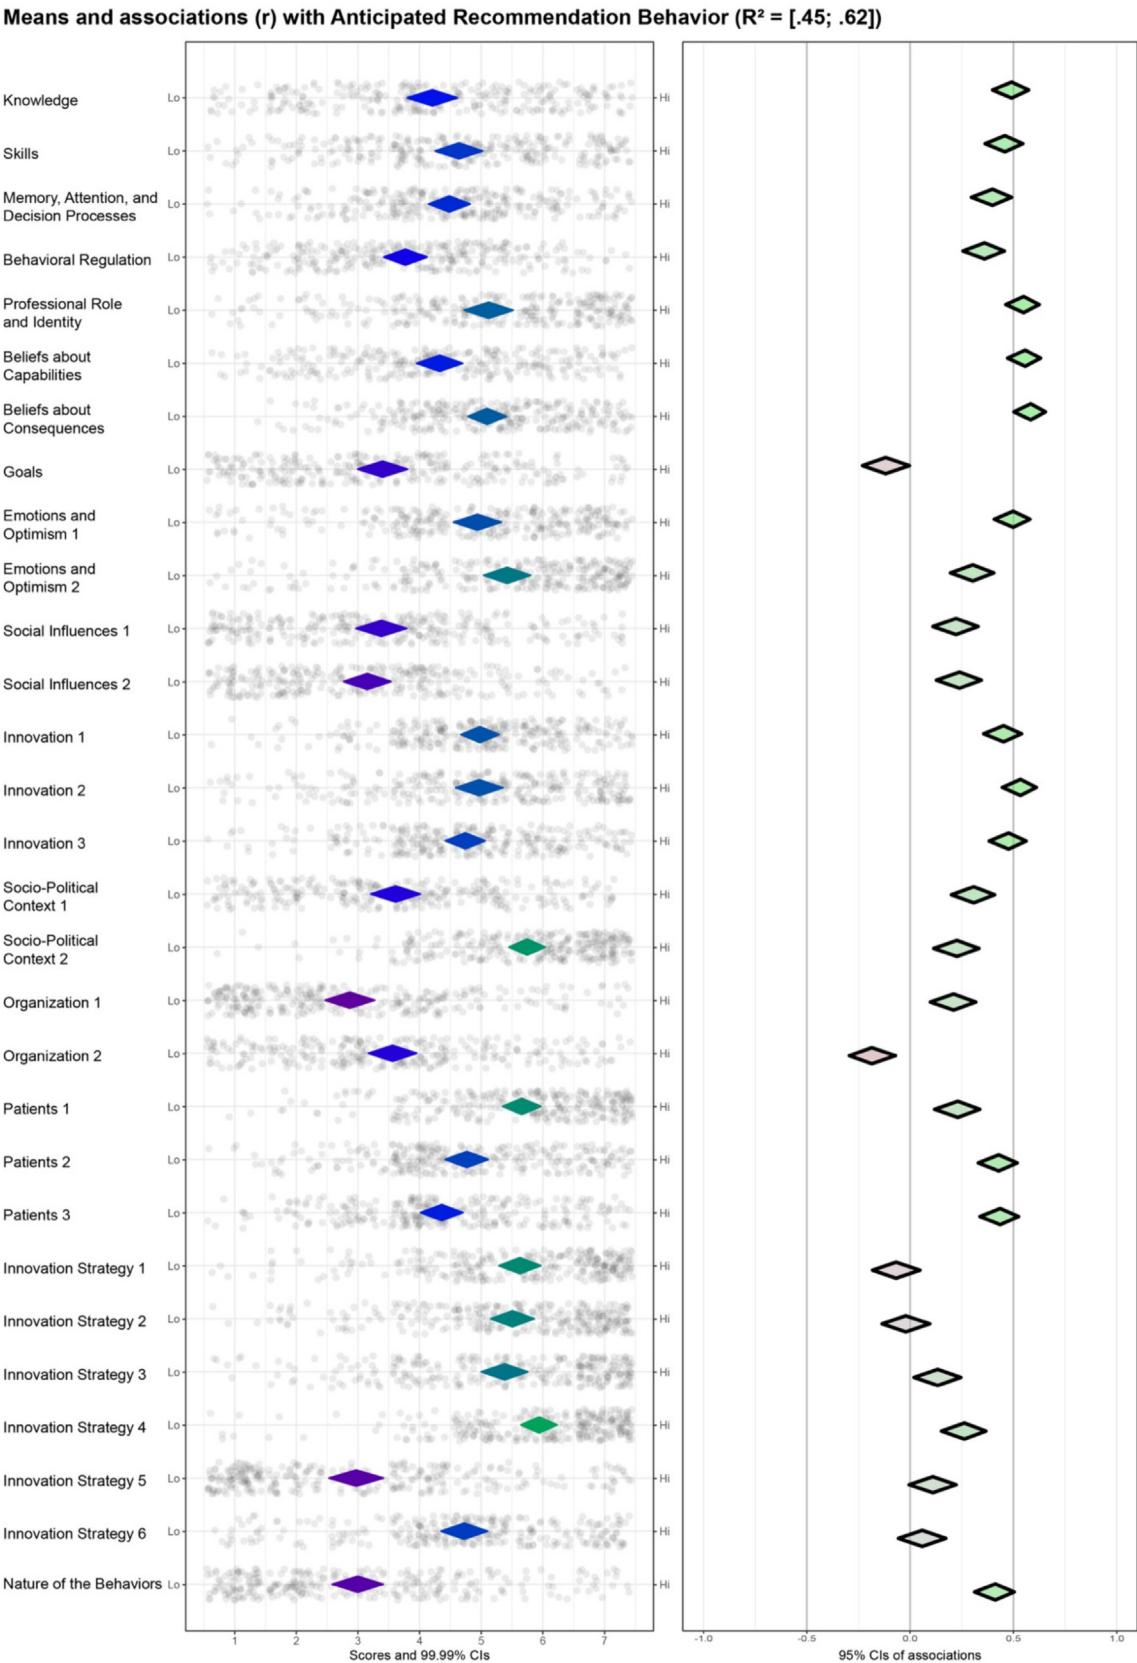 Means and associations (r) with Anticipated Recommendation Behavior (R² = [.45; .62])
Knowledge Lo Hi
Skills Lo Hi
Memory, Attention, and
Decision Processes Lo Hi
Behavioral Regulation Lo Hi
Professional Role
and Identity Lo Hi
Beliefs about
Capabilities Lo Hi
Beliefs about
Consequences Lo Hi
Goals Lo Hi
Emotions and
Optimism 1 Lo Hi
Emotions and
Optimism 2 Lo Hi
Social Influences 1 Lo Hi
Social Influences 2 Lo Hi
Innovation 1 Lo Hi
Innovation 2 Lo Hi
Innovation 3 Lo Hi
Socio-Political
Context 1 Lo Hi
Socio-Political
Context 2 Lo Hi
Organization 1 Lo Hi
Organization 2 Lo Hi
Patients 1 Lo Hi
Patients 2 Lo Hi
Patients 3 Lo Hi
Innovation Strategy 1 Lo Hi
Innovation Strategy 2 Lo Hi
Innovation Strategy 3 Lo Hi
Innovation Strategy 4 Lo Hi
Innovation Strategy 5 Lo Hi
Innovation Strategy 6 Lo Hi
Nature of the Behaviors Lo Hi
1 2 3 4 5 6 7 -1.0 -0.5 0.0 0.5 1.0
Scores and 99.99% CIs 95% CIs of associations